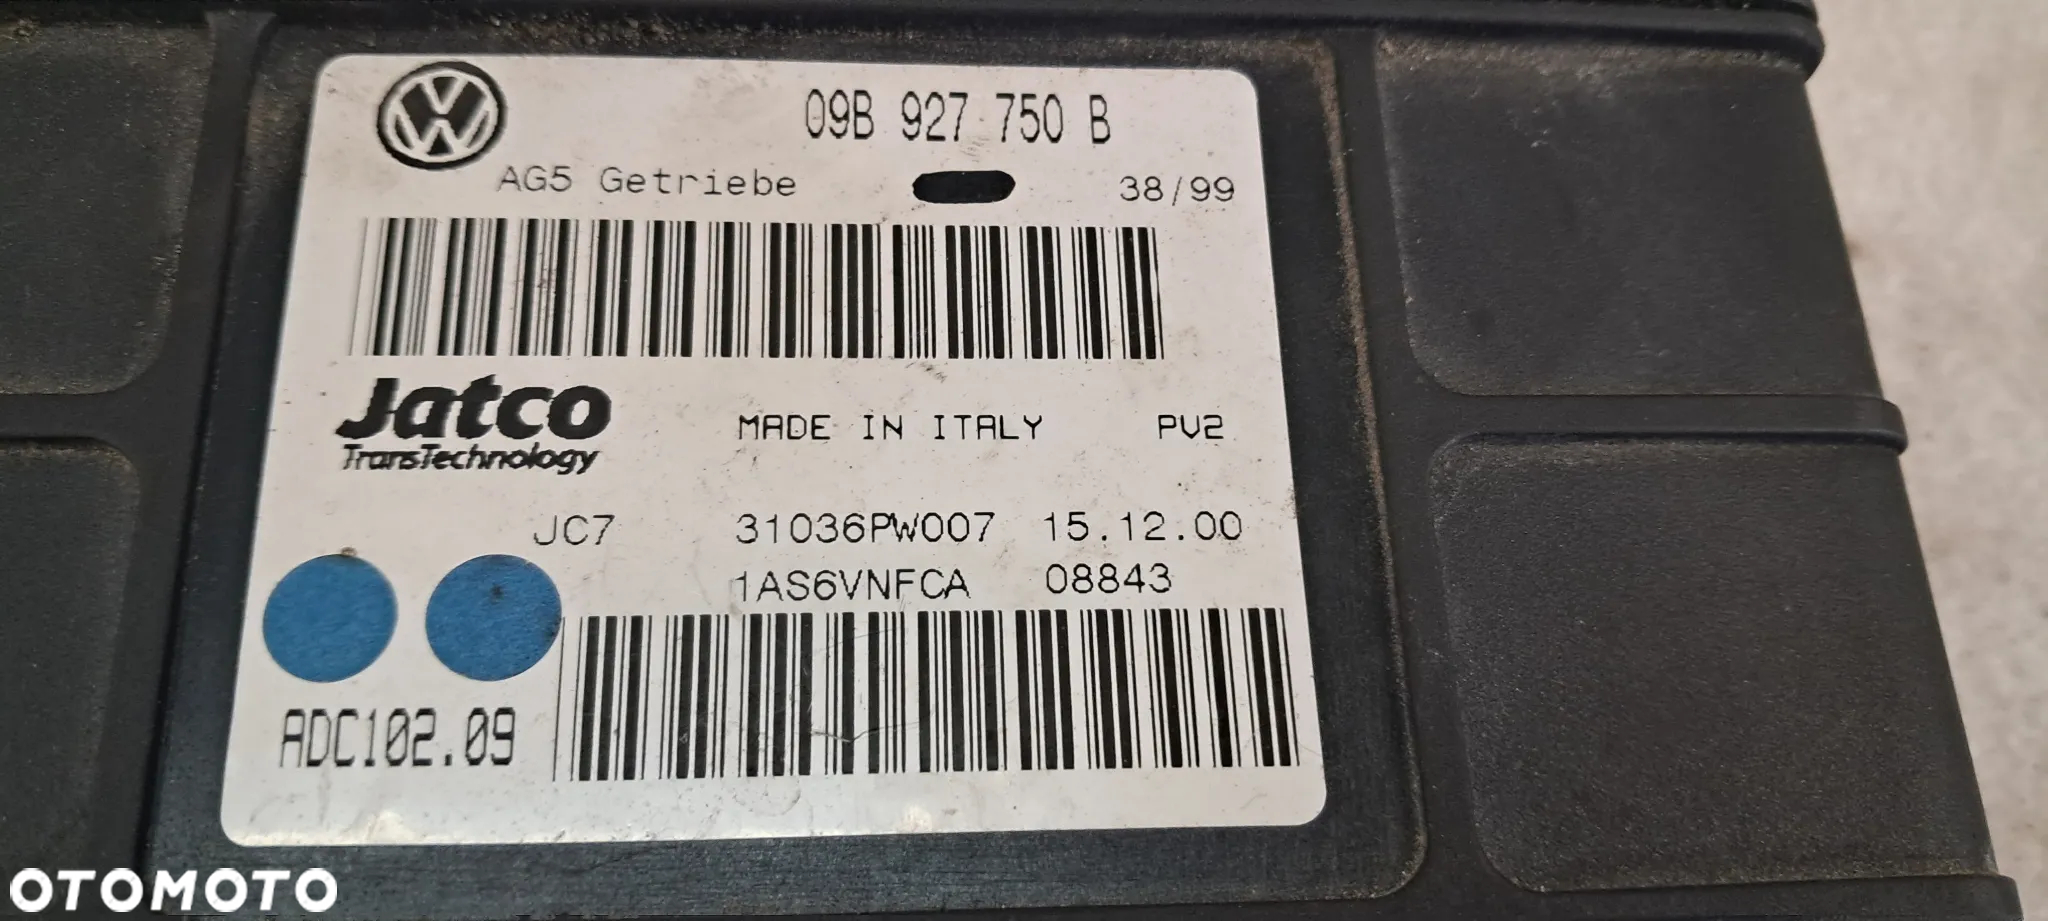 09B 927 750 B
AG5 Getriebe 38/99
Jatco
TransTechnology
MADE IN ITALY PV2
JC7 31036PW007 15.12.00
1AS6VNFCA 08843
ADC102.09
OTOMOTO